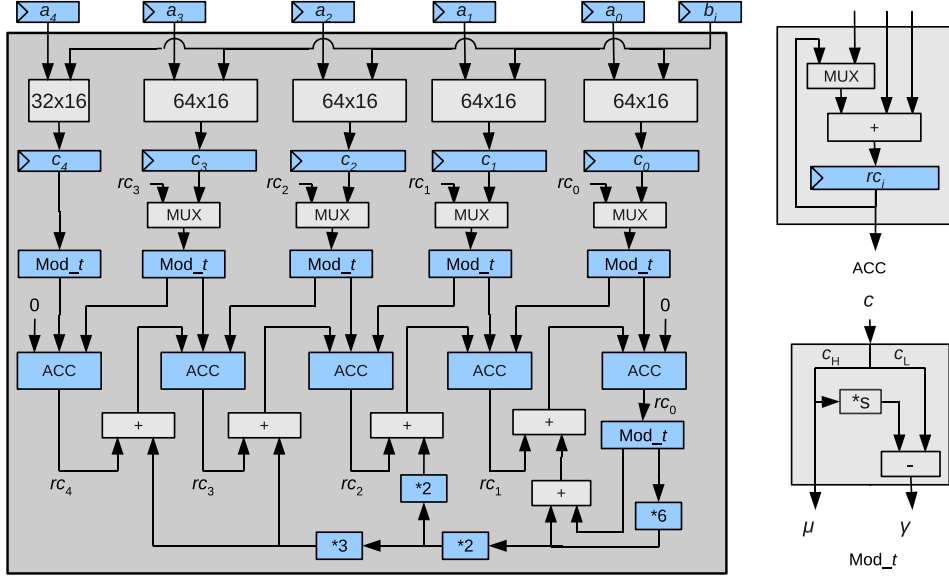 a4 a3 a2 a1 a0 bi
32x16 64x16 64x16 64x16 64x16
c4 c3 c2 c1 c0
rc3 rc2 rc1 rc0
MUX MUX MUX MUX
Mod_t Mod_t Mod_t Mod_t Mod_t
0 0
ACC ACC ACC ACC ACC
rc0
+ + + +
Mod_t
rc4 rc3 rc2 rc1
*2
+
*6
*3 *2
MUX
+
rci
ACC
c
cH cL
*s
-
μ γ
Mod_t